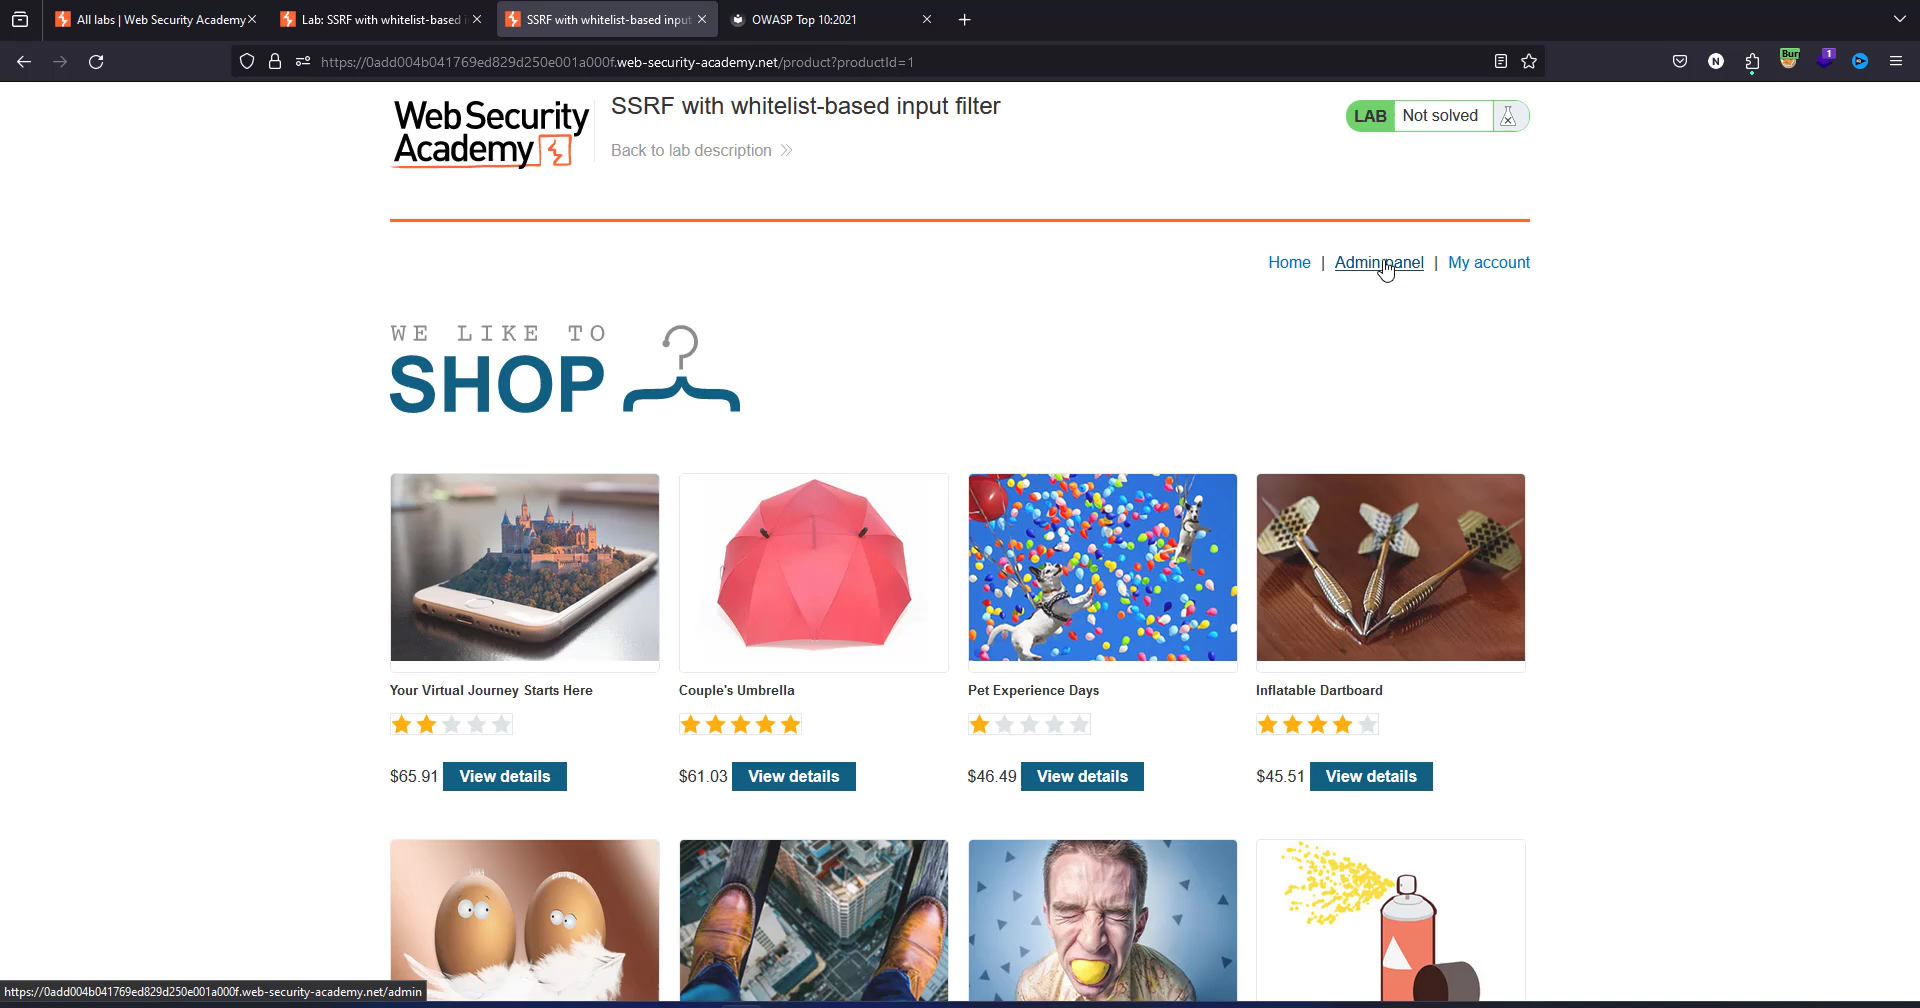 All labs | Web Security Academy
Lab: SSRF with whitelist-based i
SSRF with whitelist-based input
OWASP Top 10:2021
https://0add004b041769ed829d250e001a000f.web-security-academy.net/product?productId=1
N
Burr
1
Web Security
Academy
SSRF with whitelist-based input filter
Back to lab description
LAB Not solved
Home | Admin panel | My account
WE LIKE TO
SHOP
Your Virtual Journey Starts Here
Couple's Umbrella
Pet Experience Days
Inflatable Dartboard
$65.91 View details
$61.03 View details
$46.49 View details
$45.51 View details
https://0add004b041769ed829d250e001a000f.web-security-academy.net/admin